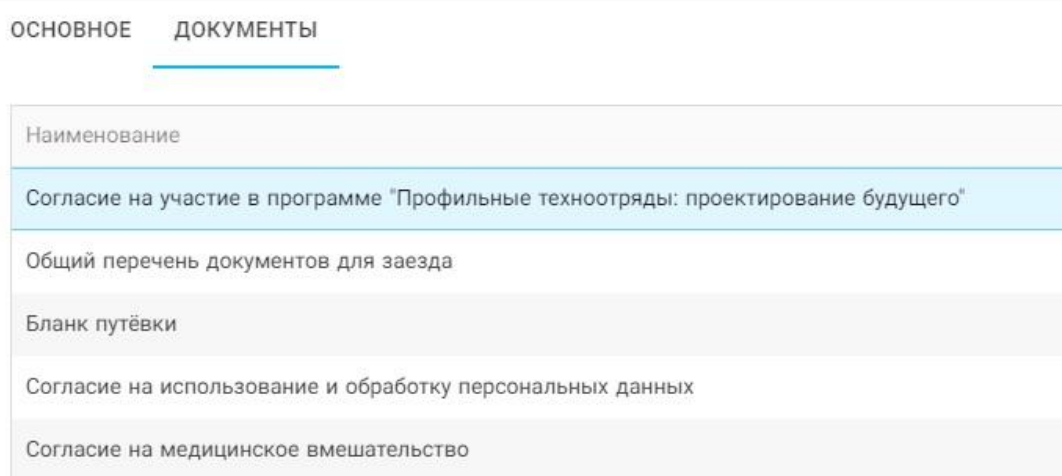 ОСНОВНОЕ ДОКУМЕНТЫ
Наименование
Согласие на участие в программе "Профильные техноотряды: проектирование будущего"
Общий перечень документов для заезда
Бланк путёвки
Согласие на использование и обработку персональных данных
Согласие на медицинское вмешательство